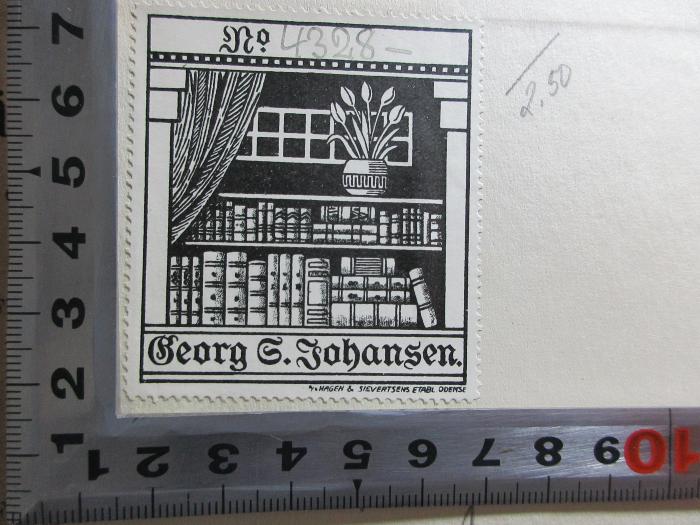 Nº 4328-
2.50
Georg S. Johansen.
HAGEN & SIEVERTSENS ETABL. ODENSE
7
6
5
4
3
2
1
1 2 3 4 5 6 7 8 9 10